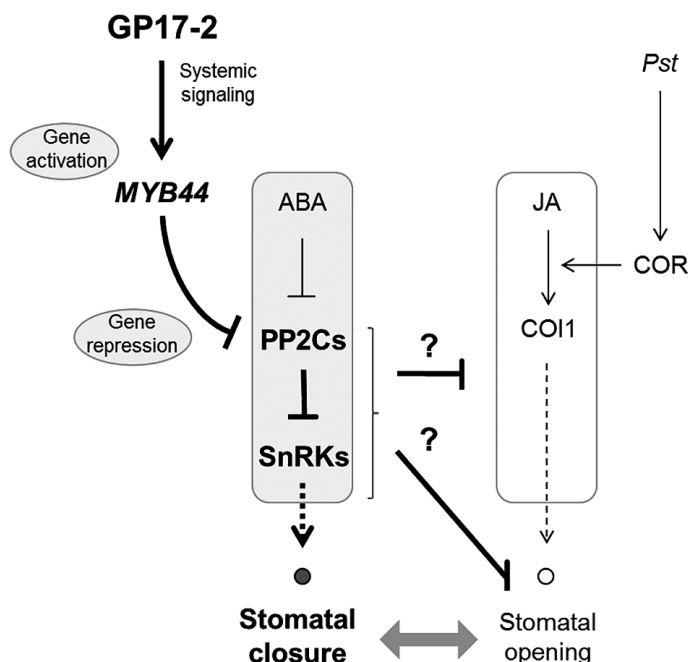 GP17-2
Systemic
signaling
Pst
Gene
activation
MYB44
ABA
JA
COR
Gene
repression
PP2Cs
COI1
?
?
SnRKs
Stomatal
closure
Stomatal
opening